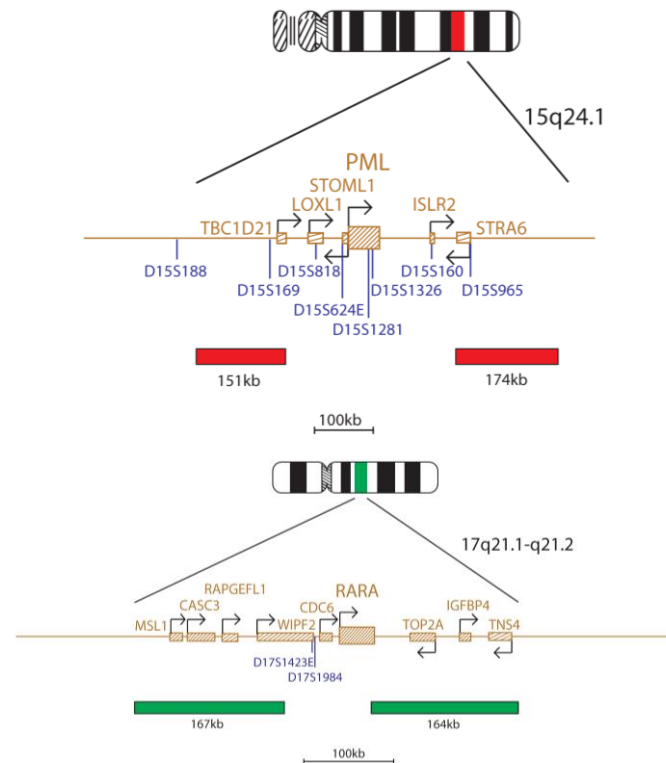 15q24.1
PML
STOML1
LOXL1
ISLR2
TBC1D21
STRA6
D15S188
D15S818
D15S160
D15S169
D15S1326
D15S965
D15S624E
D15S1281
151kb
174kb
100kb
17q21.1-q21.2
RAPGEFL1
RARA
IGFBP4
CASC3
CDC6
MSL1
WIPF2
TOP2A
TNS4
D17S1423E
D17S1984
167kb
164kb
100kb